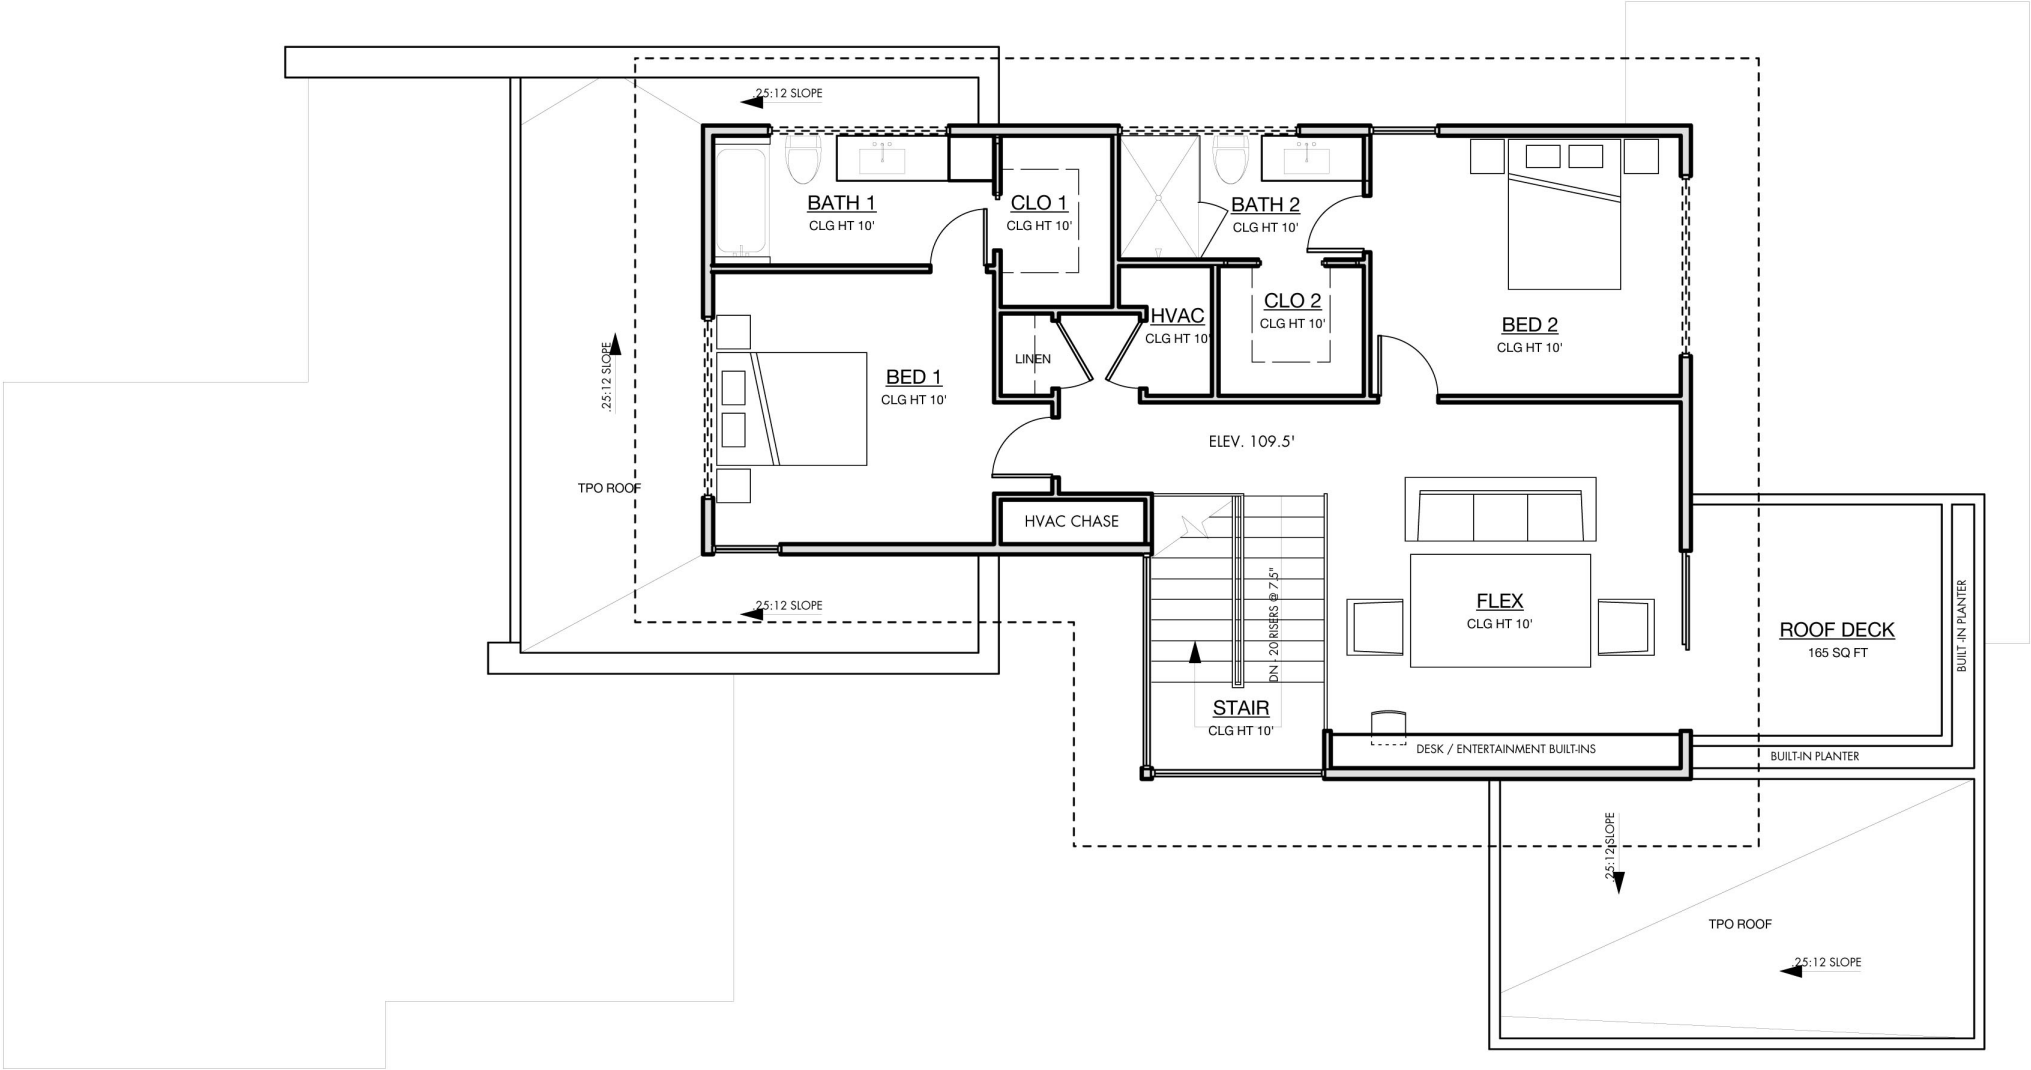 .25:12 SLOPE
BATH 1
CLG HT 10'
CLO 1
CLG HT 10'
BATH 2
CLG HT 10'
CLO 2
CLG HT 10'
HVAC
CLG HT 10'
BED 2
CLG HT 10'
LINEN
BED 1
CLG HT 10'
.25:12 SLOPE
TPO ROOF
ELEV. 109.5'
HVAC CHASE
.25:12 SLOPE
DN - 20 RISERS @ 7.5"
STAIR
CLG HT 10'
FLEX
CLG HT 10'
DESK / ENTERTAINMENT BUILT-INS
ROOF DECK
165 SQ FT
BUILT -IN PLANTER
BUILT-IN PLANTER
.25:12 SLOPE
TPO ROOF
.25:12 SLOPE